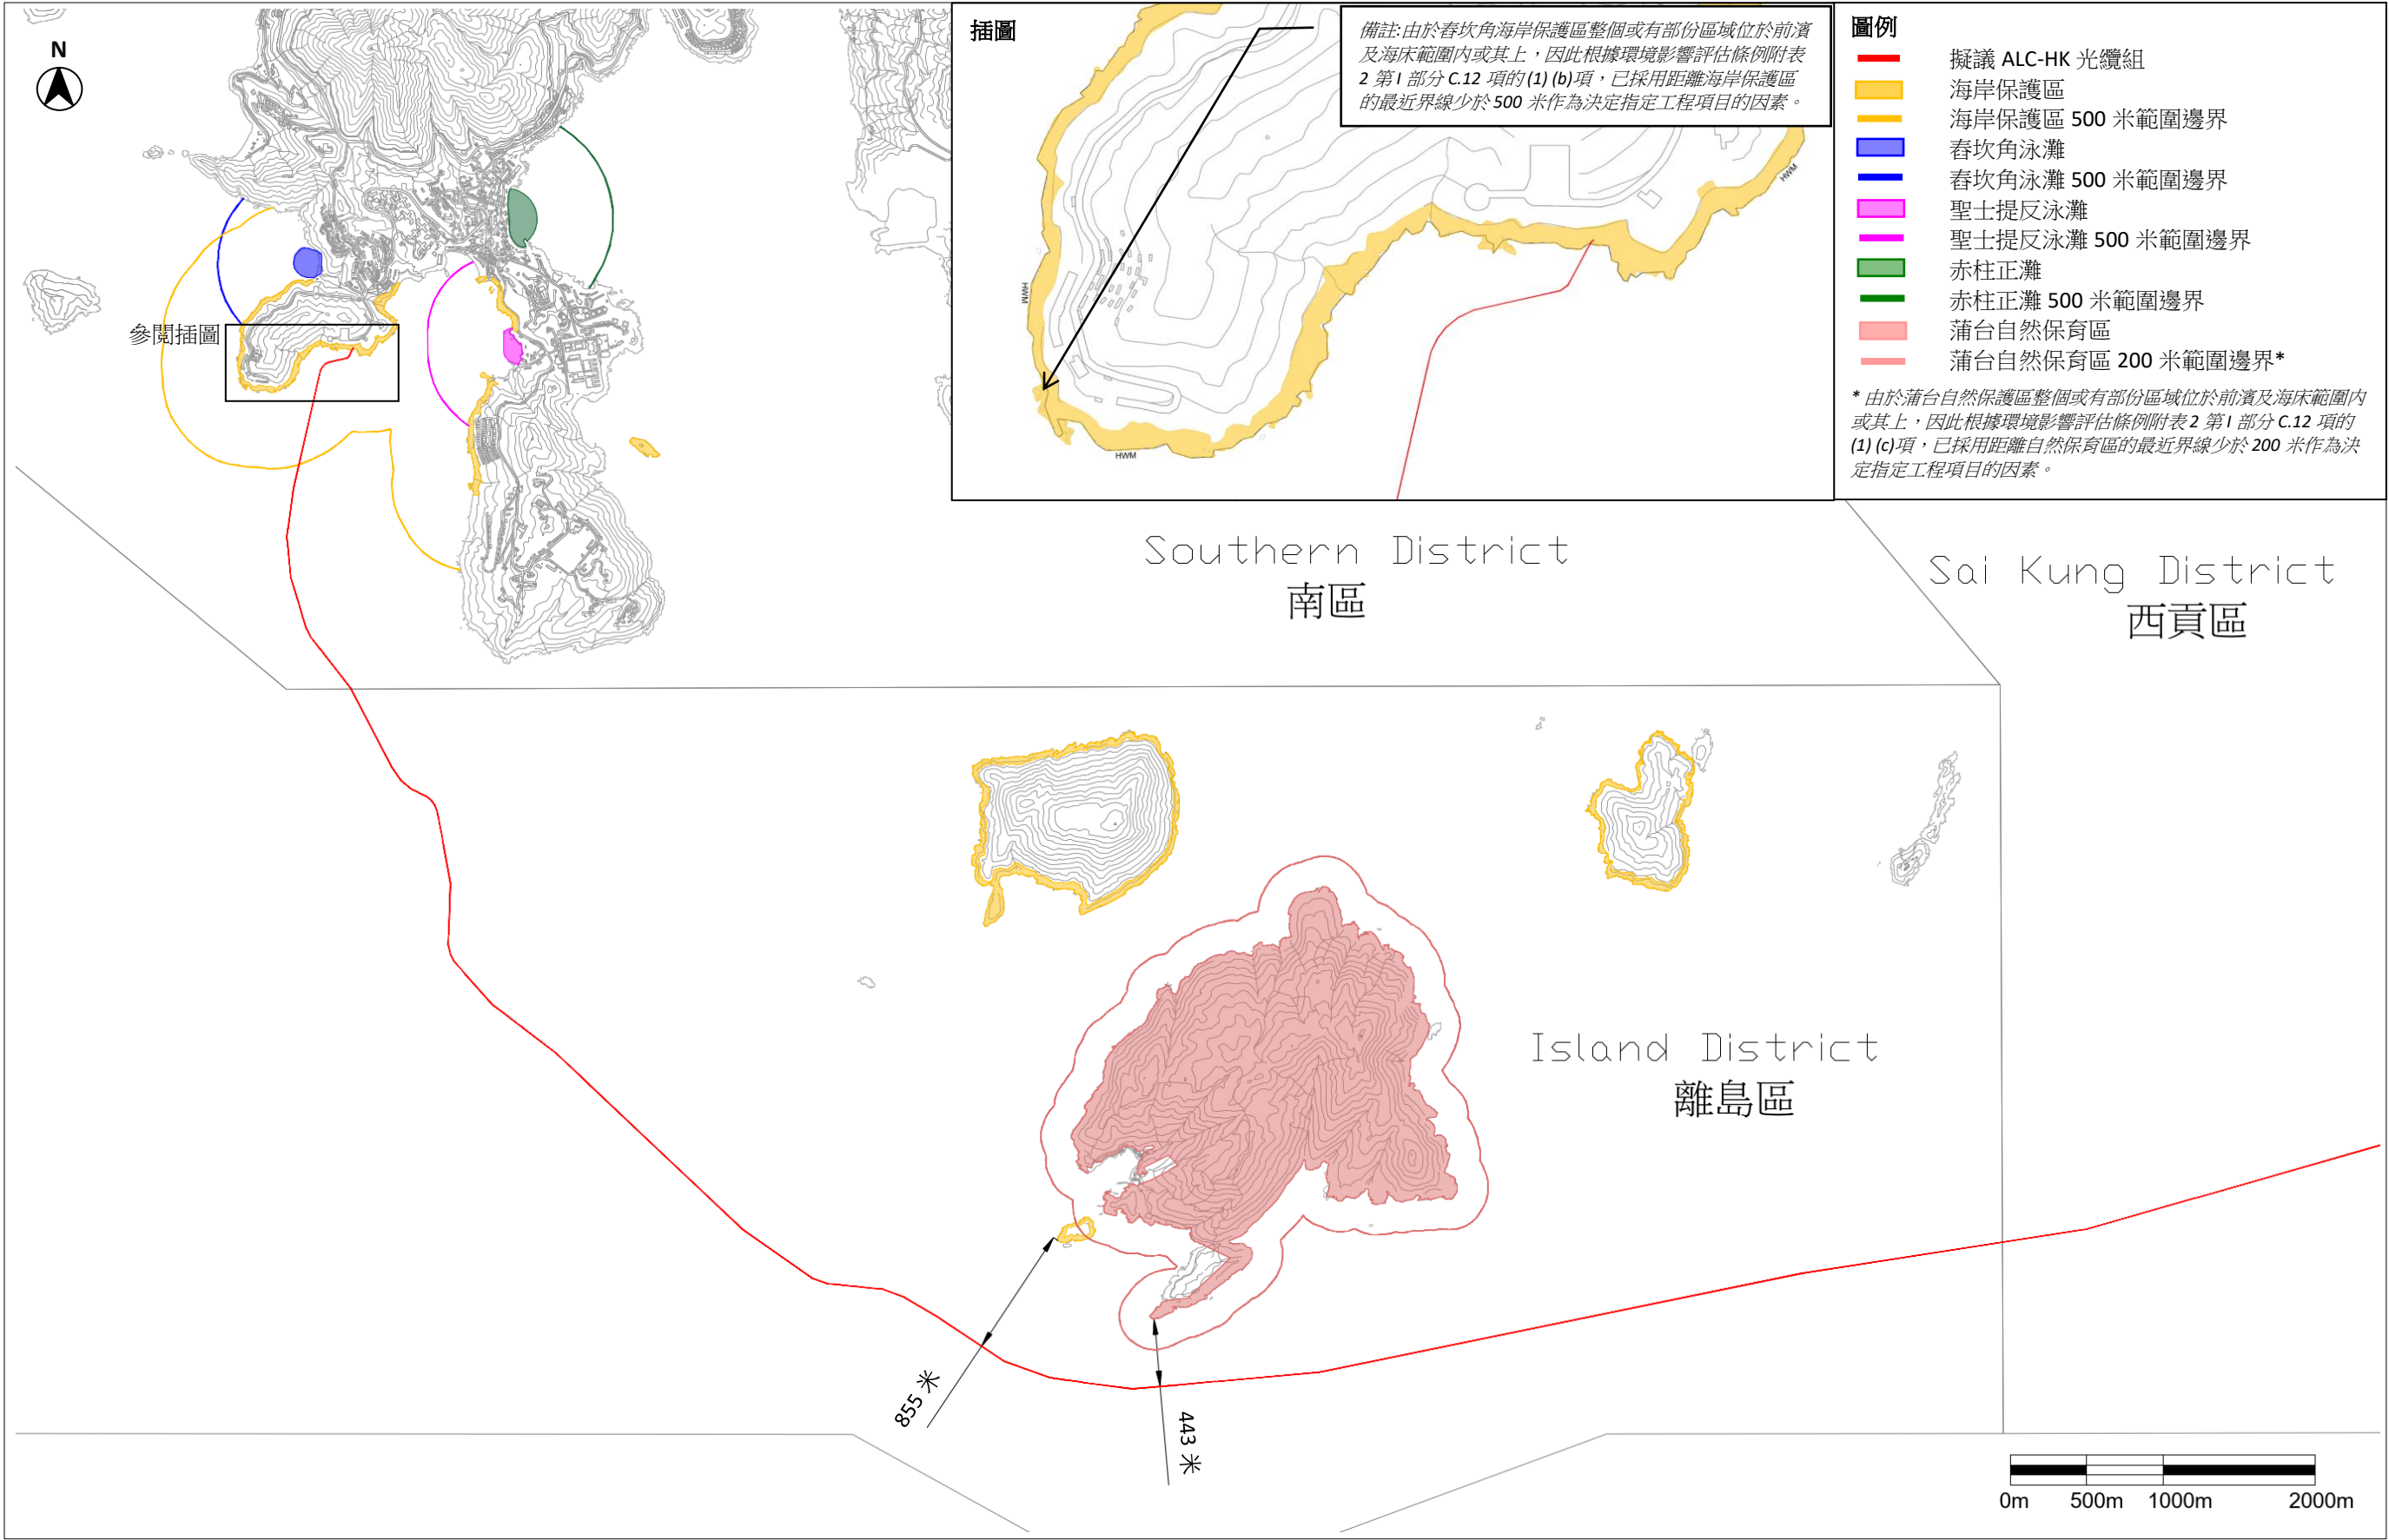 N
參閱插圖
插圖
備註:由於舂坎角海岸保護區整個或有部份區域位於前濱
及海床範圍內或其上，因此根據環境影響評估條例附表
2 第 I 部分 C.12 項的 (1) (b)項，已採用距離海岸保護區
的最近界線少於 500 米作為決定指定工程項目的因素。
HWM
HWM
HWM
圖例
擬議 ALC-HK 光纜組
海岸保護區
海岸保護區 500 米範圍邊界
舂坎角泳灘
舂坎角泳灘 500 米範圍邊界
聖士提反泳灘
聖士提反泳灘 500 米範圍邊界
赤柱正灘
赤柱正灘 500 米範圍邊界
蒲台自然保育區
蒲台自然保育區 200 米範圍邊界*
* 由於蒲台自然保護區整個或有部份區域位於前濱及海床範圍內
或其上，因此根據環境影響評估條例附表 2 第 I 部分 C.12 項的
(1) (c)項，已採用距離自然保育區的最近界線少於 200 米作為決
定指定工程項目的因素。
Southern District
南區
Sai Kung District
西貢區
Island District
離島區
855 米
443 米
0m 500m 1000m 2000m